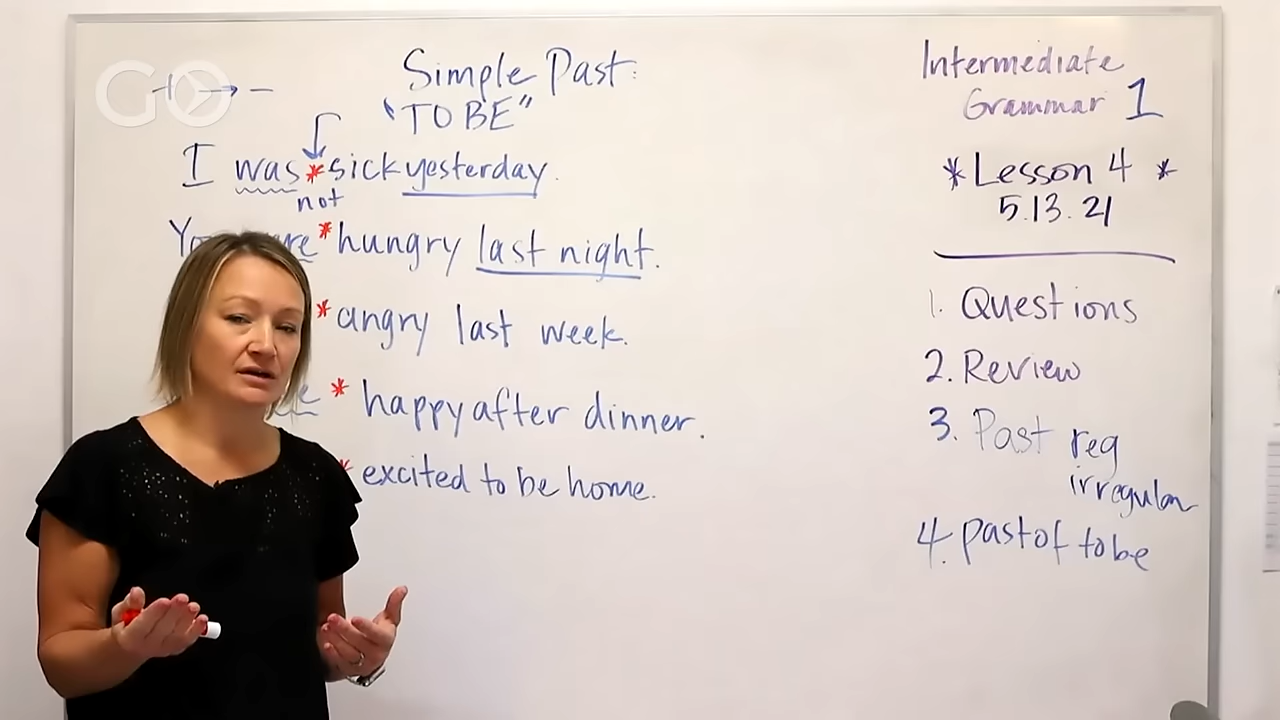 GO
+ → −
Simple Past:
"TO BE"
I was * sick yesterday.
not
* hungry last night.
* angry last week.
* happy after dinner.
* excited to be home.
Intermediate
Grammar 1
* Lesson 4 *
5.13.21
1. Questions
2. Review
3. Past reg
irregular
4. past of to be